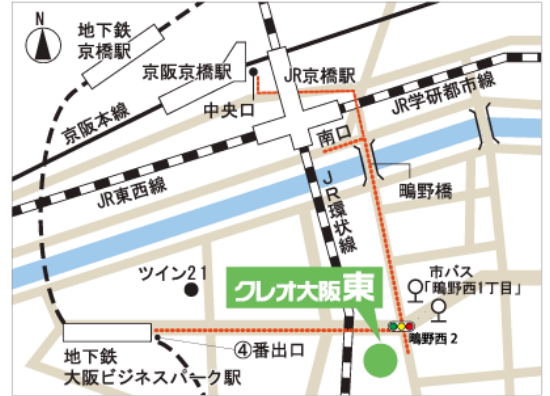 N
地下鉄
京橋駅
京阪京橋駅
JR京橋駅
中央口
京阪本線
JR学研都市線
南口
JR東西線
JR環状線
鴫野橋
ツイン21
クレオ大阪東
市バス
「鴫野西1丁目」
鴫野西2
地下鉄
大阪ビジネスパーク駅
④番出口